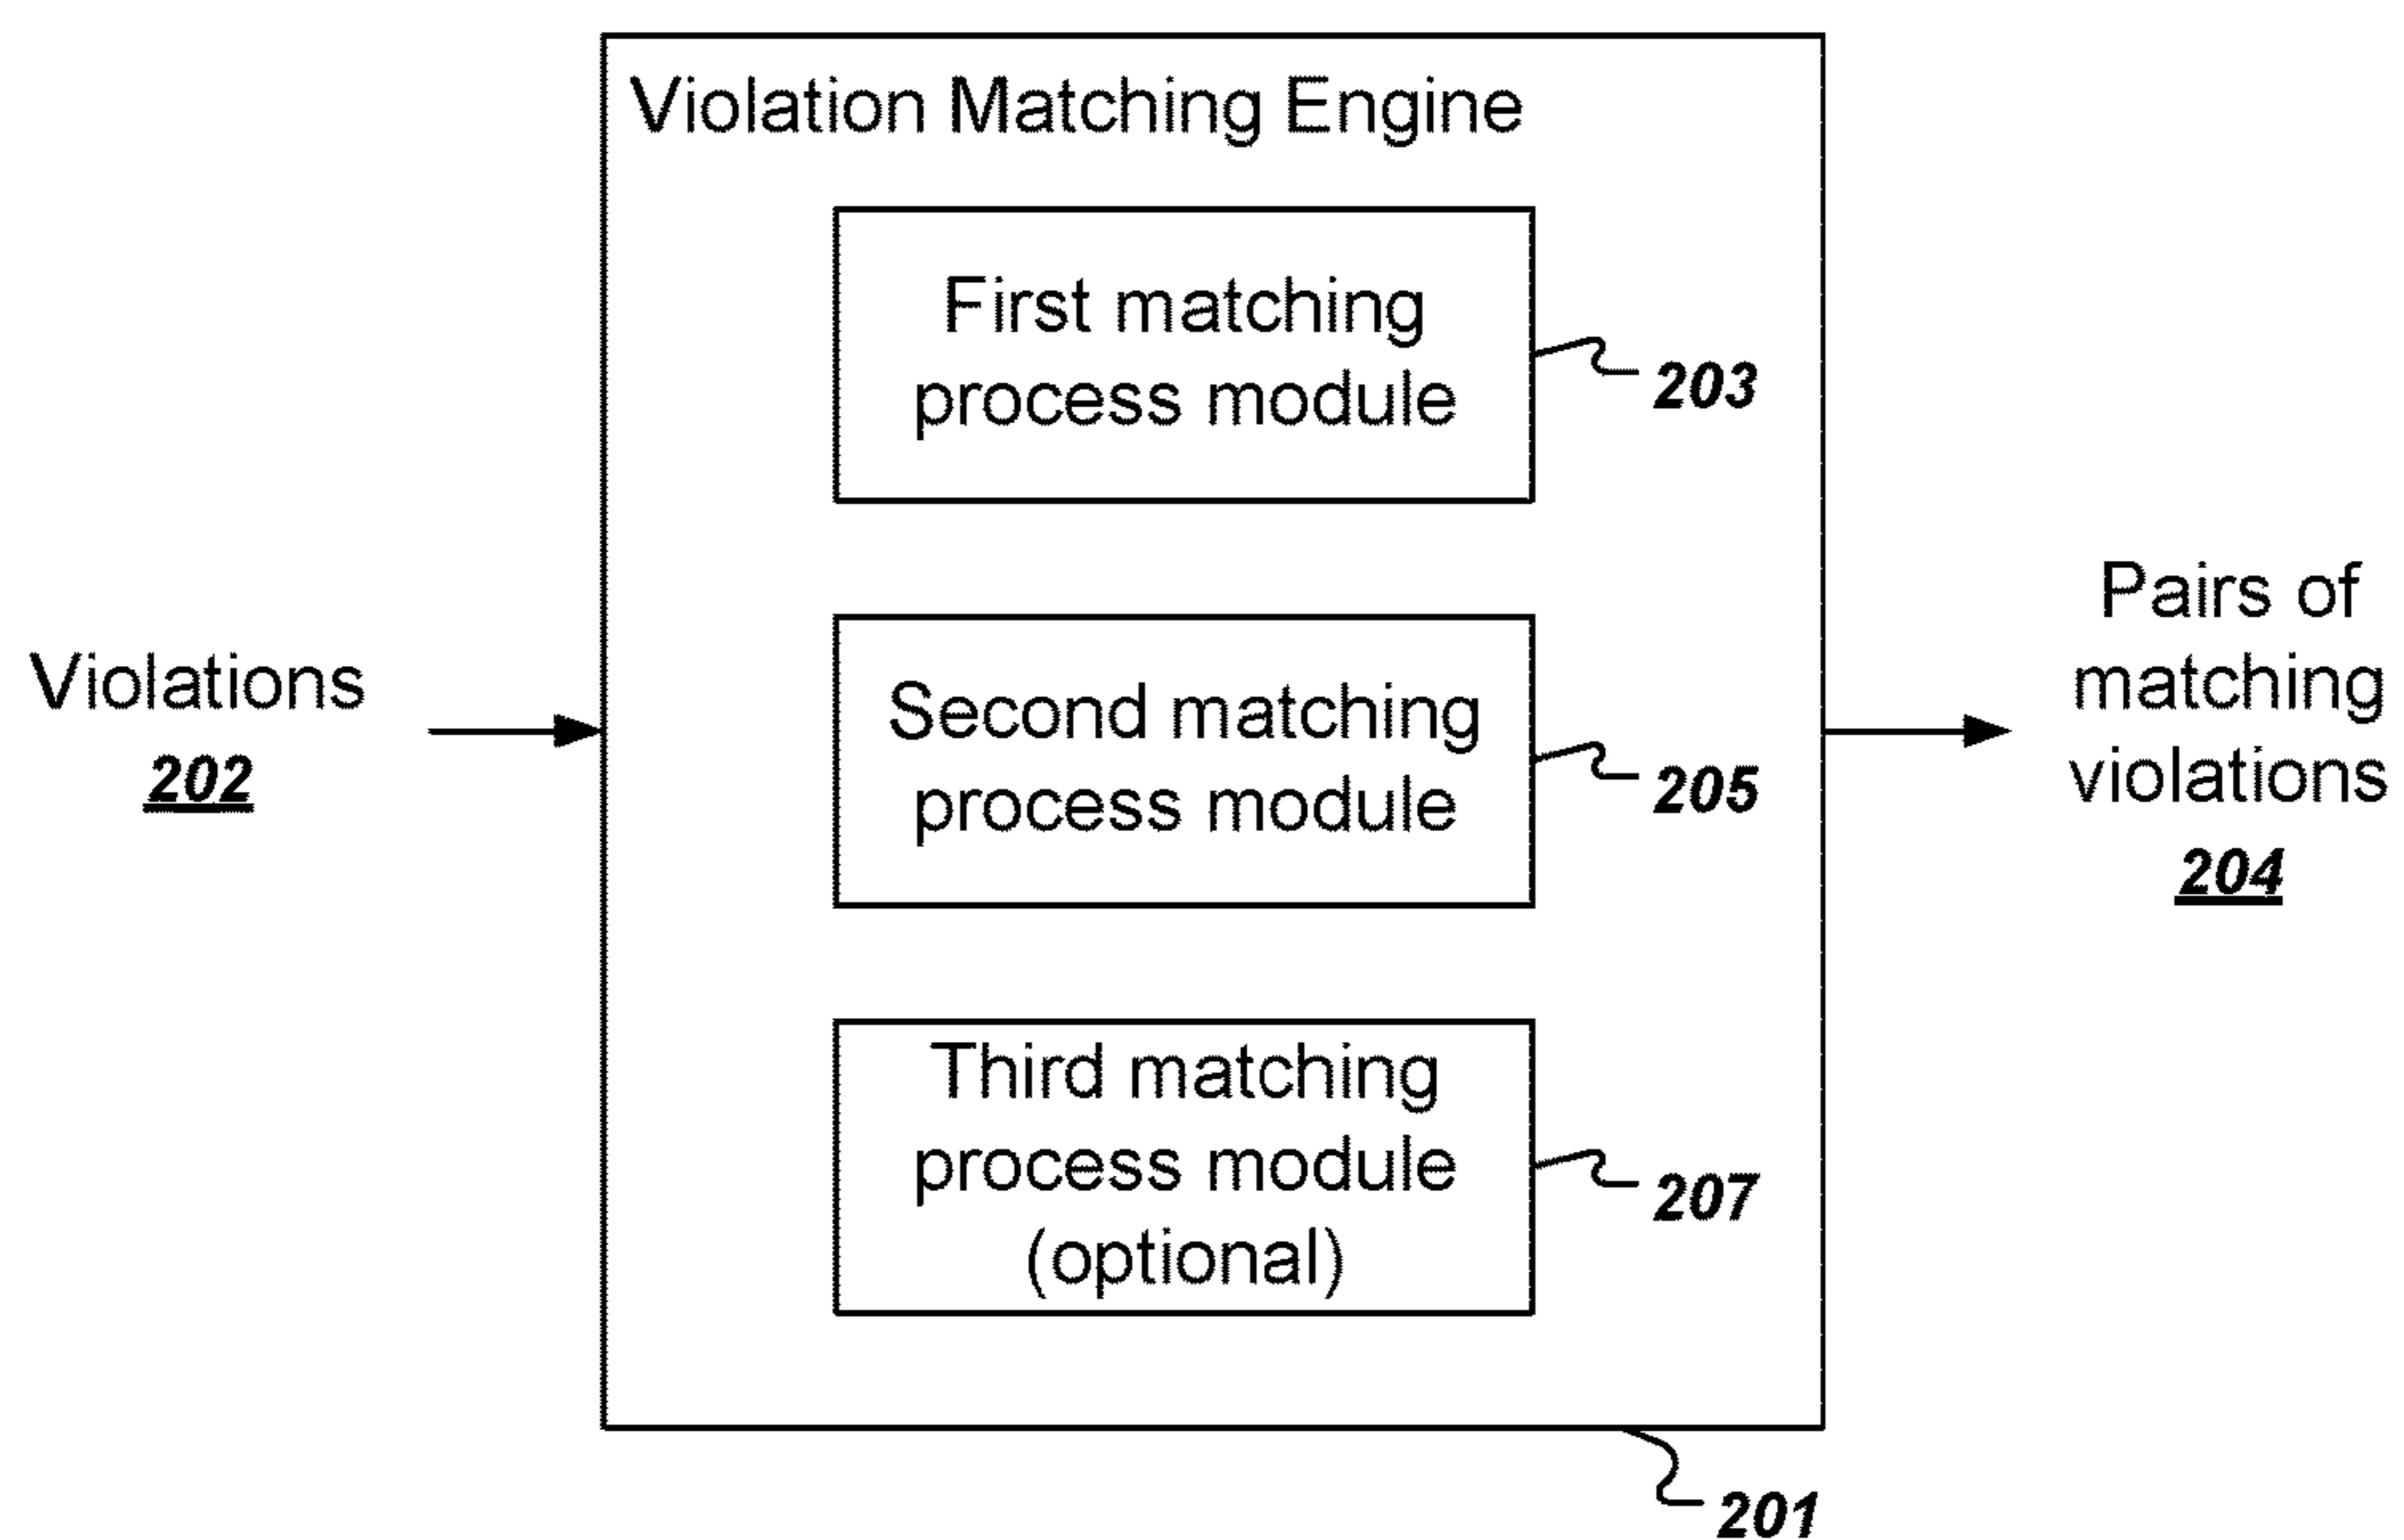 Violation Matching Engine
First matching
process module
203
Violations
202
Second matching
process module
205
Pairs of
matching
violations
204
Third matching
process module
(optional)
207
201